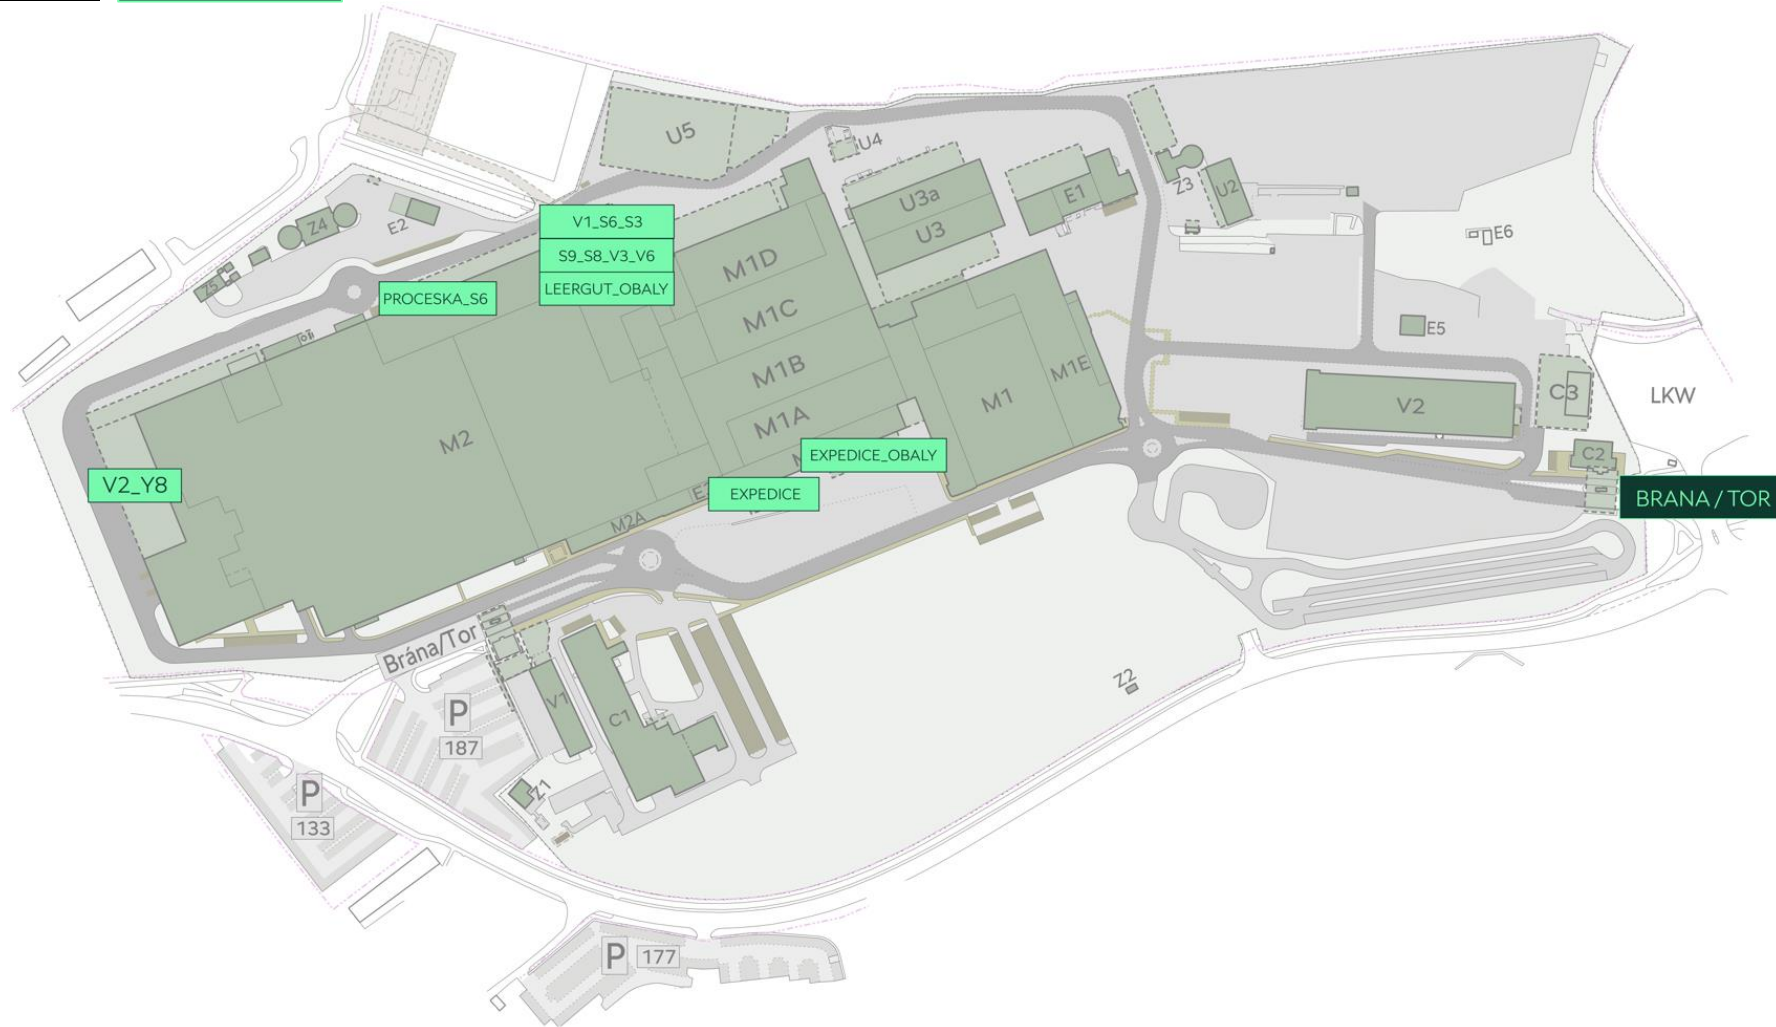 U5
U4
Z3
U2
U3a
E1
U3
E6
Z4
E2
V1_S6_S3
S9_S8_V3_V6
LEERGUT_OBALY
Z5
PROCESKA_S6
M1D
M1C
M1B
M1A
M1
M1E
E5
V2
C3
LKW
C2
BRANA / TOR
M2
EXPEDICE_OBALY
EXPEDICE
V2_Y8
M2A
Brána/Tor
V1
C1
Z2
Z1
P
187
P
133
P
177